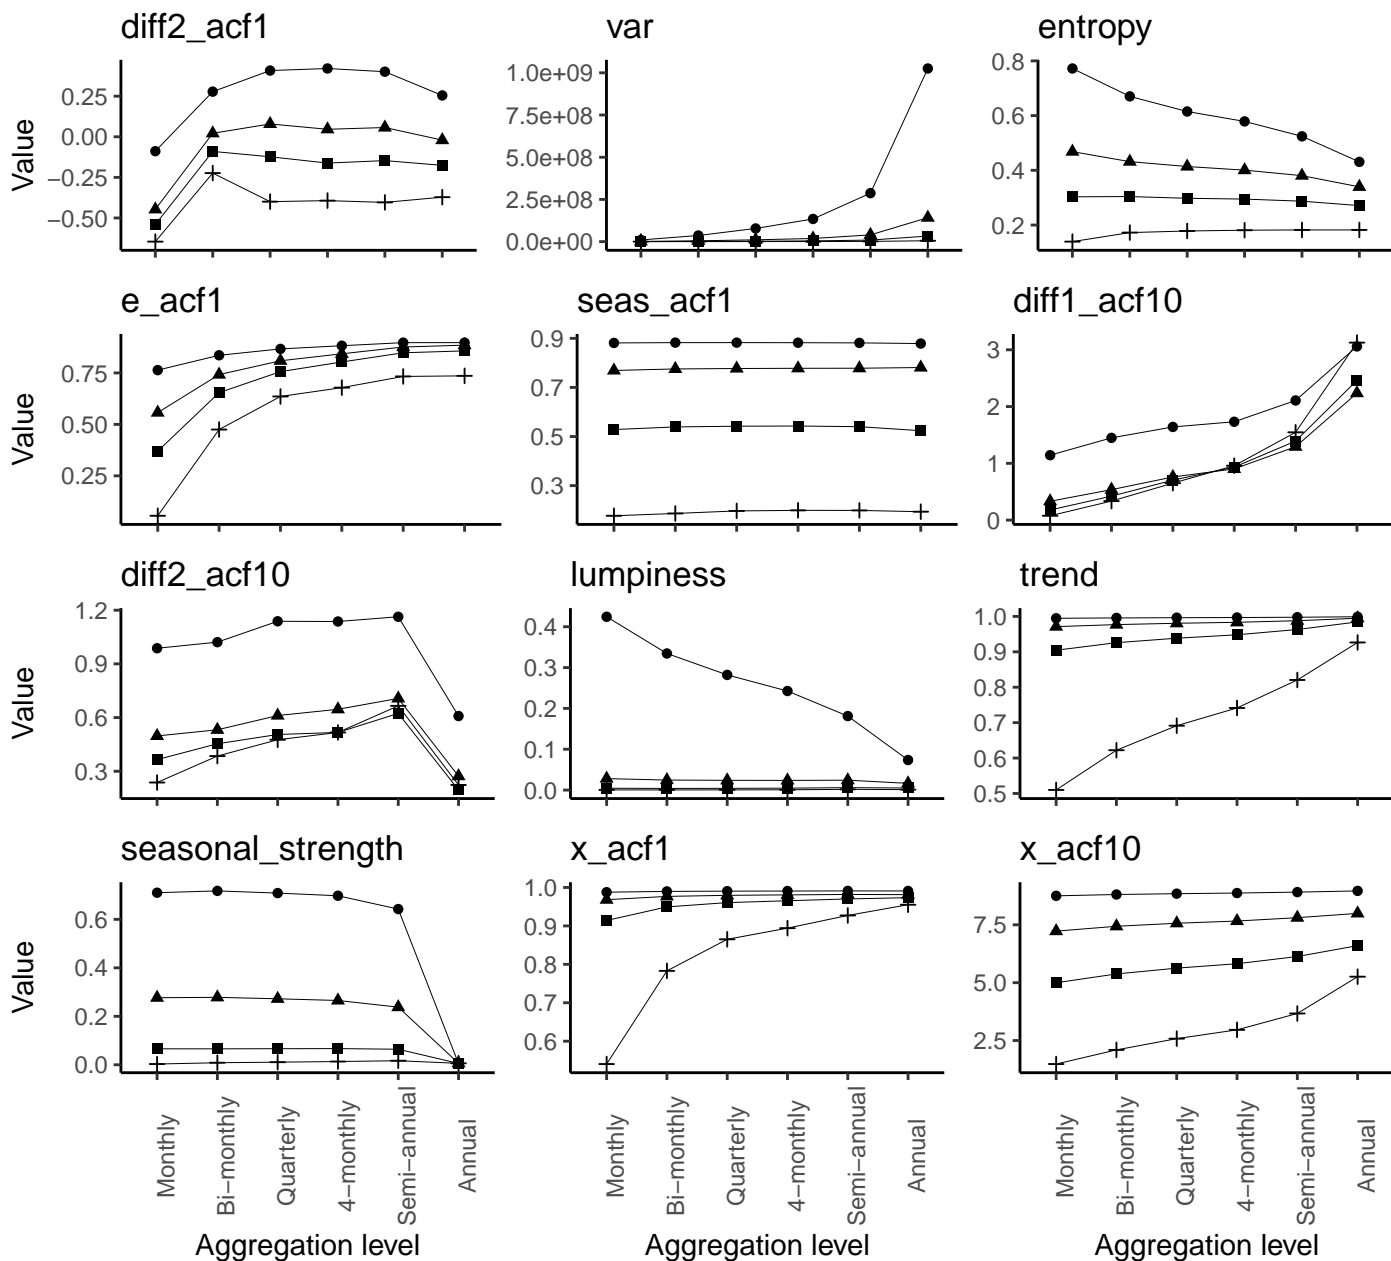 diff2_acf1
var
entropy
Value
0.25
0.00
−0.25
−0.50
1.0e+09
7.5e+08
5.0e+08
2.5e+08
0.0e+00
0.8
0.6
0.4
0.2
e_acf1
seas_acf1
diff1_acf10
Value
0.75
0.50
0.25
0.9
0.7
0.5
0.3
3
2
1
0
diff2_acf10
lumpiness
trend
Value
1.2
0.9
0.6
0.3
0.4
0.3
0.2
0.1
0.0
1.0
0.9
0.8
0.7
0.6
0.5
seasonal_strength
x_acf1
x_acf10
Value
0.6
0.4
0.2
0.0
1.0
0.9
0.8
0.7
0.6
7.5
5.0
2.5
Monthly
Bi−monthly
Quarterly
4−monthly
Semi−annual
Annual
Monthly
Bi−monthly
Quarterly
4−monthly
Semi−annual
Annual
Monthly
Bi−monthly
Quarterly
4−monthly
Semi−annual
Annual
Aggregation level
Aggregation level
Aggregation level